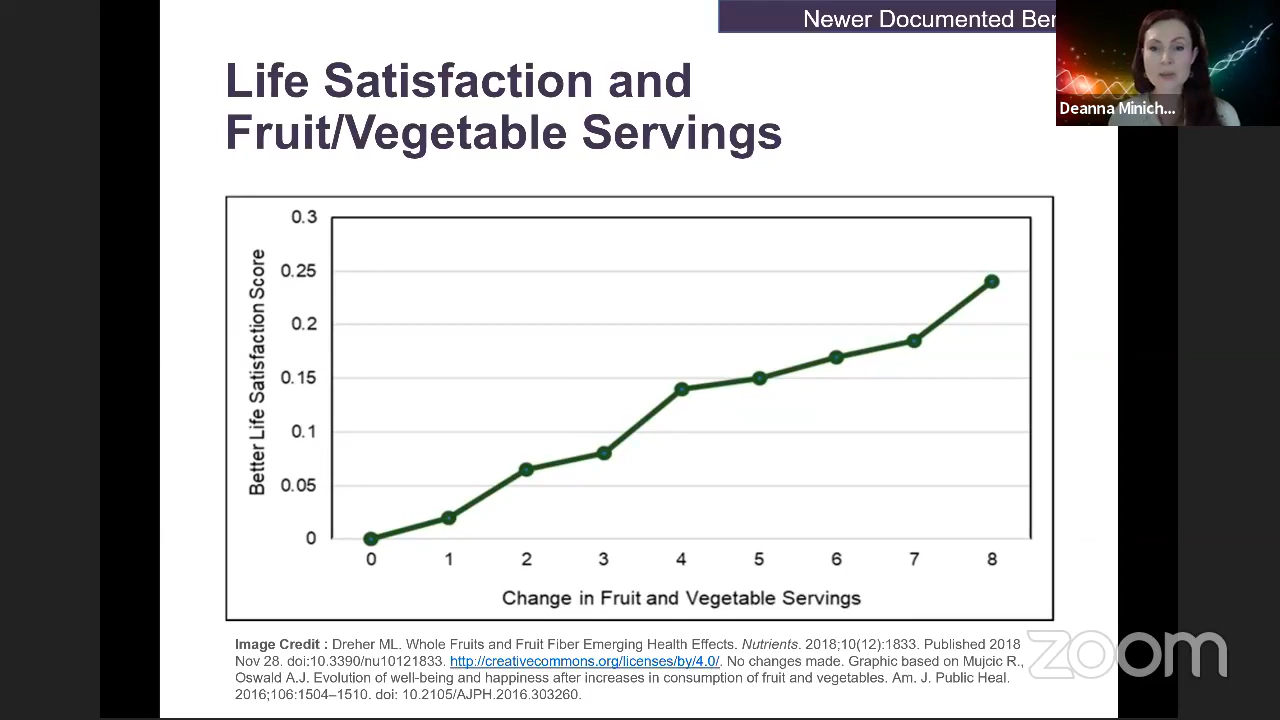 Newer Documented Ber
Deanna Minich...
Life Satisfaction and
Fruit/Vegetable Servings
Better Life Satisfaction Score
0.3
0.25
0.2
0.15
0.1
0.05
0
0 1 2 3 4 5 6 7 8
Change in Fruit and Vegetable Servings
Image Credit : Dreher ML. Whole Fruits and Fruit Fiber Emerging Health Effects. Nutrients. 2018;10(12):1833. Published 2018
Nov 28. doi:10.3390/nu10121833. http://creativecommons.org/licenses/by/4.0/. No changes made. Graphic based on Mujcic R.,
Oswald A.J. Evolution of well-being and happiness after increases in consumption of fruit and vegetables. Am. J. Public Heal.
2016;106:1504–1510. doi: 10.2105/AJPH.2016.303260.
zoom